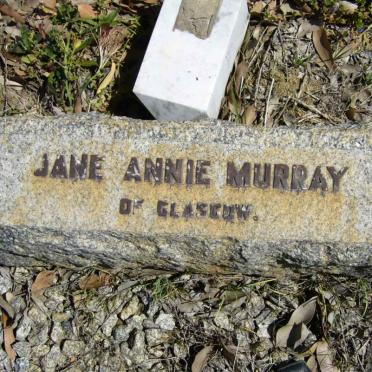 JANE ANNIE MURRAY
OF GLASGOW.